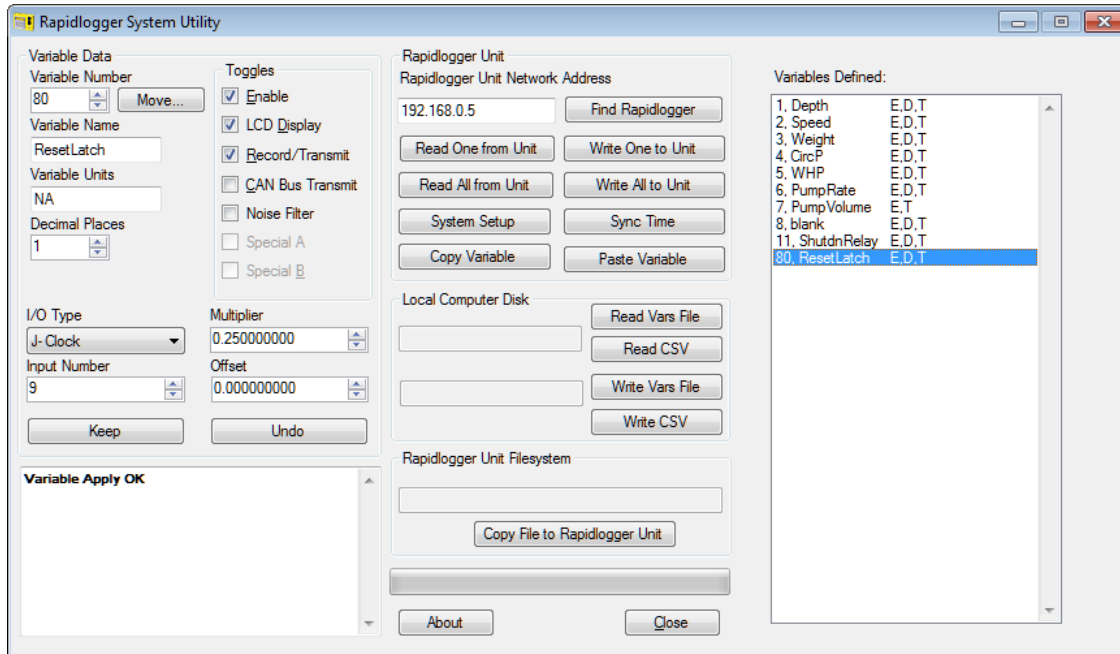 Rapidlogger System Utility
Variable Data
Variable Number
80
Move...
Variable Name
ResetLatch
Variable Units
NA
Decimal Places
1
Toggles
Enable
LCD Display
Record/Transmit
CAN Bus Transmit
Noise Filter
Special A
Special B
I/O Type
J- Clock
Multiplier
0.250000000
Input Number
9
Offset
0.000000000
Keep
Undo
Variable Apply OK
Rapidlogger Unit
Rapidlogger Unit Network Address
192.168.0.5
Find Rapidlogger
Read One from Unit
Write One to Unit
Read All from Unit
Write All to Unit
System Setup
Sync Time
Copy Variable
Paste Variable
Local Computer Disk
Read Vars File
Read CSV
Write Vars File
Write CSV
Rapidlogger Unit Filesystem
Copy File to Rapidlogger Unit
About
Close
Variables Defined:
1, Depth E,D,T
2, Speed E,D,T
3, Weight E,D,T
4, CircP E,D,T
5, WHP E,D,T
6, PumpRate E,D,T
7, PumpVolume E,T
8, blank E,D,T
11, ShutdnRelay E,D,T
80, ResetLatch E,D,T